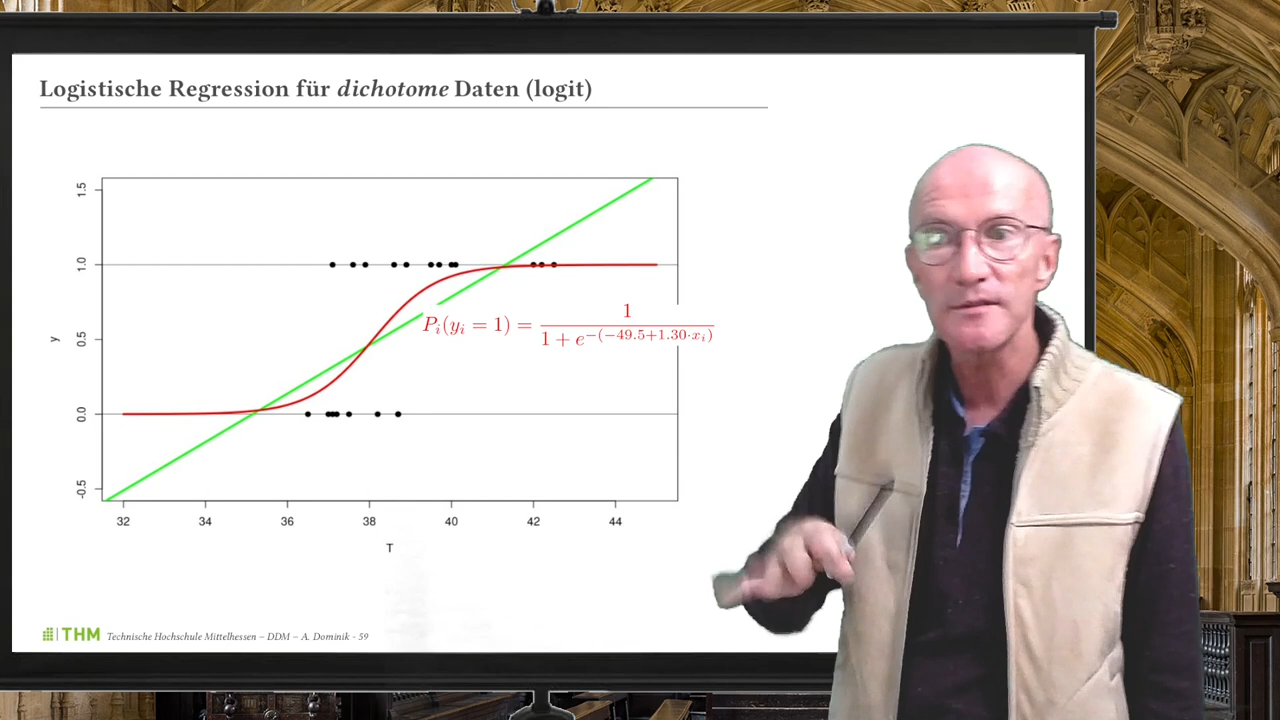 Logistische Regression für dichotome Daten (logit)
1.5
1.0
0.5
0.0
-0.5
y
P_i(y_i = 1) = 1 / (1 + e^{-(-49.5+1.30·x_i)})
32 34 36 38 40 42 44
T
THM Technische Hochschule Mittelhessen – DDM – A. Dominik - 59